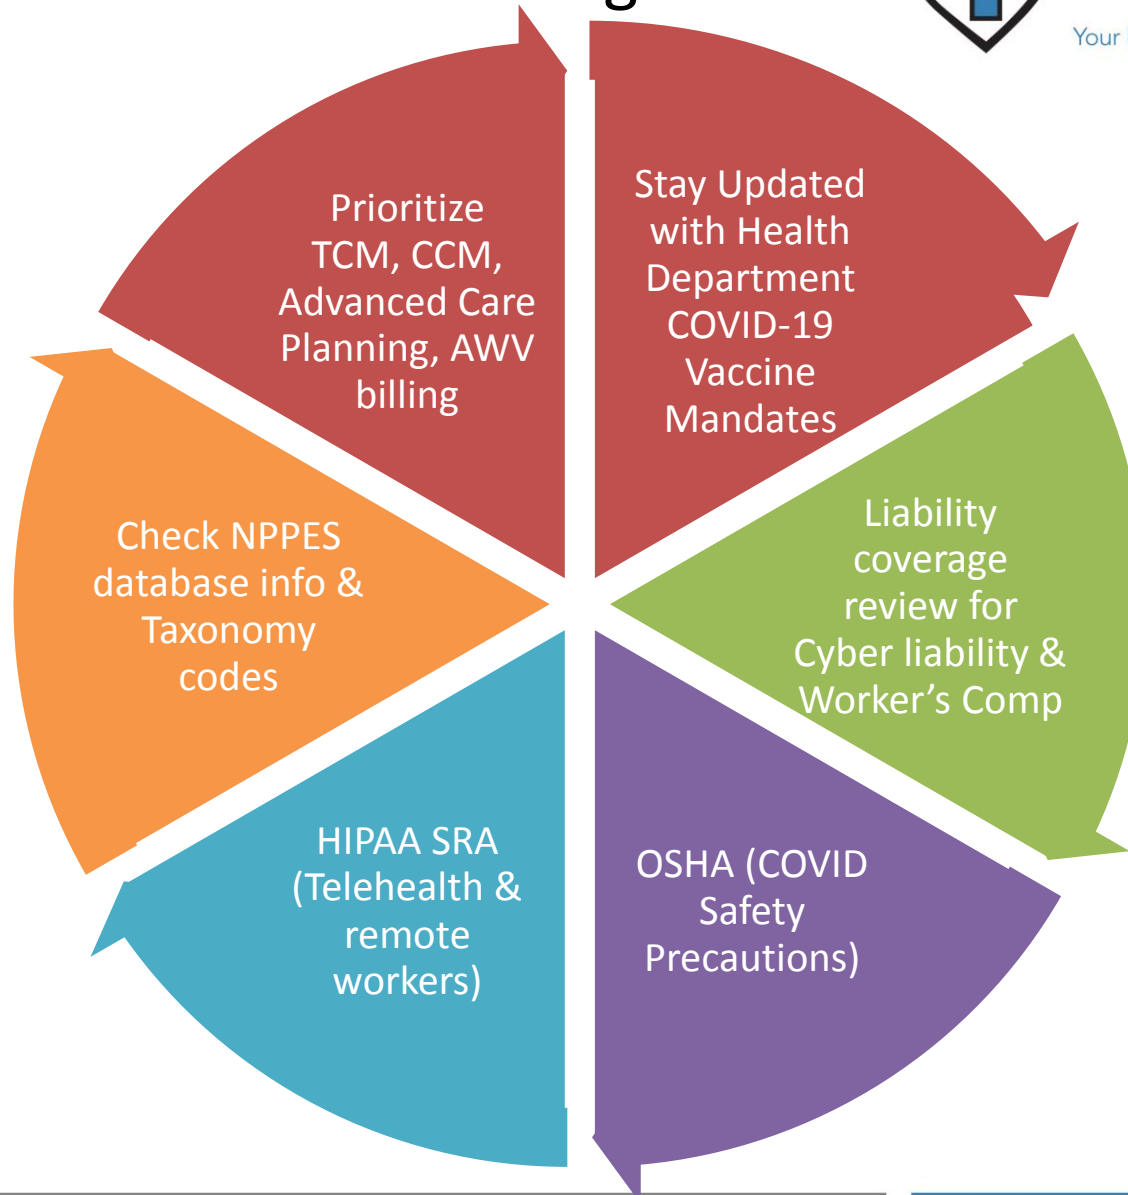 Your
Stay Updated
with Health
Department
COVID-19
Vaccine
Mandates
Liability
coverage
review for
Cyber liability &
Worker’s Comp
OSHA (COVID
Safety
Precautions)
HIPAA SRA
(Telehealth &
remote
workers)
Check NPPES
database info &
Taxonomy
codes
Prioritize
TCM, CCM,
Advanced Care
Planning, AWV
billing